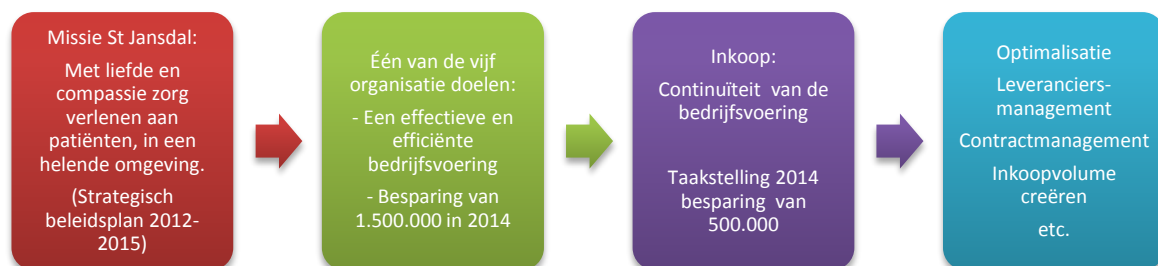 Missie St Jansdal:
Met liefde en
compassie zorg
verlenen aan
patiënten, in een
helende omgeving.
(Strategisch
beleidsplan 2012-
2015)
Één van de vijf
organisatie doelen:
- Een effectieve en
efficiënte
bedrijfsvoering
- Besparing van
1.500.000 in 2014
Inkoop:
Continuïteit van de
bedrijfsvoering
Taakstelling 2014
besparing van
500.000
Optimalisatie
Leveranciers-
management
Contractmanagement
Inkoopvolume
creëren
etc.